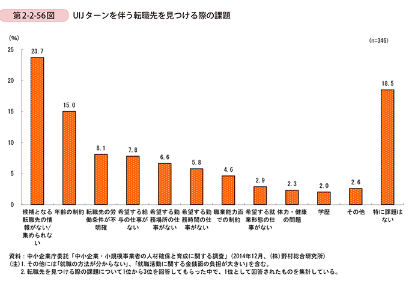 第2-2-56図 UIJターンを伴う転職先を見つける際の課題
(%)
(n=346)
25
20
15
10
5
0
23.7
15.0
8.1
7.8
6.6
5.8
4.6
2.9
2.3
2.0
2.6
18.5
候補となる転職先の情報がない/集められない
年齢の制約
転職先の労働条件が不明確
希望する給与の仕事がない
希望する勤務場所の仕事がない
希望する勤務時間の仕事がない
職業能力面での制約
希望する就業形態の仕事がない
体力・健康の問題
学歴
その他
特に課題はない
資料:中小企業庁委託「中小企業・小規模事業者の人材確保と育成に関する調査」(2014年12月、(株)野村総合研究所)
(注)1.その他には「就職の方法が分からない」、「就職活動に関する金銭面の負担が大きい」を含む。
2.転職先を見つける際の課題について1位から3位を回答してもらった中で、1位として回答されたものを集計している。